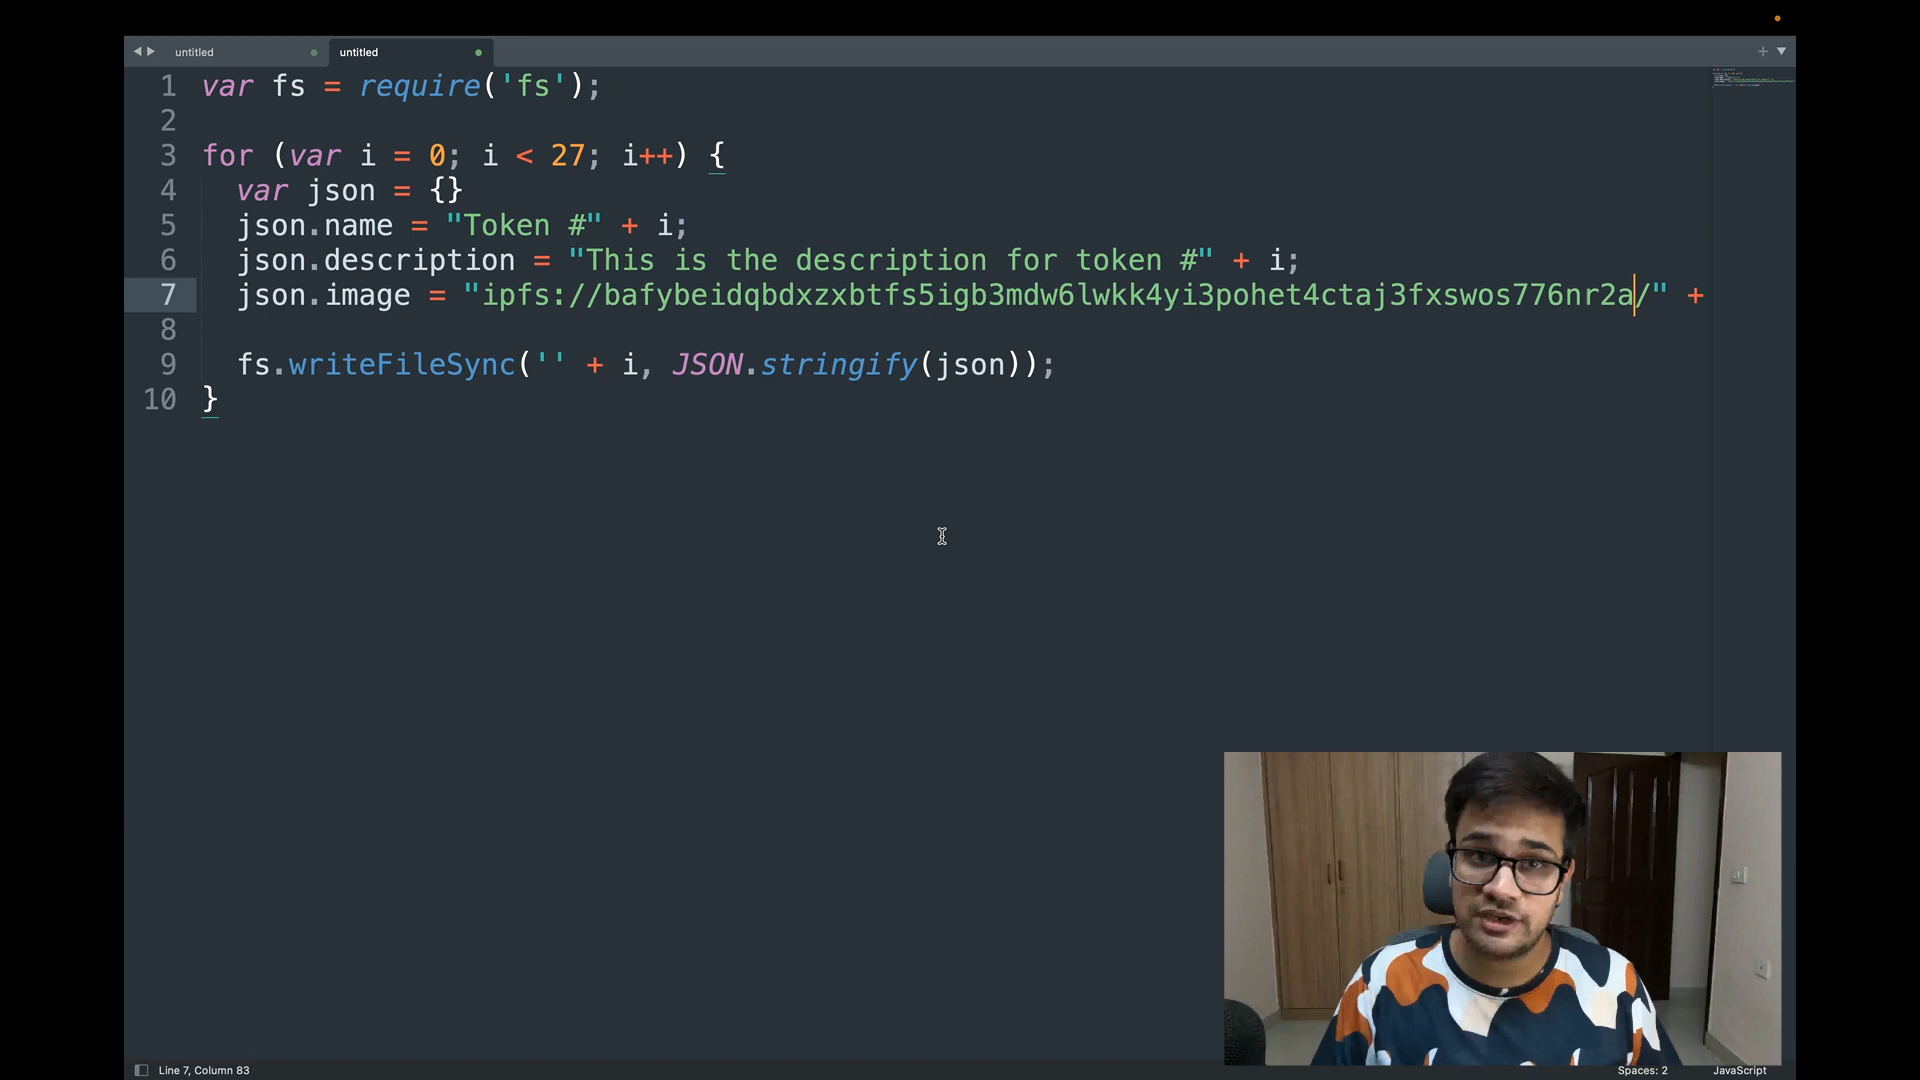 untitled
untitled
1 var fs = require('fs');
2
3 for (var i = 0; i < 27; i++) {
4 var json = {}
5 json.name = "Token #" + i;
6 json.description = "This is the description for token #" + i;
7 json.image = "ipfs://bafybeidqbdxzxbtfs5igb3mdw6lwkk4yi3pohet4ctaj3fxswos776nr2a/" +
8
9 fs.writeFileSync('' + i, JSON.stringify(json));
10 }
Line 7, Column 83
Spaces: 2
JavaScript